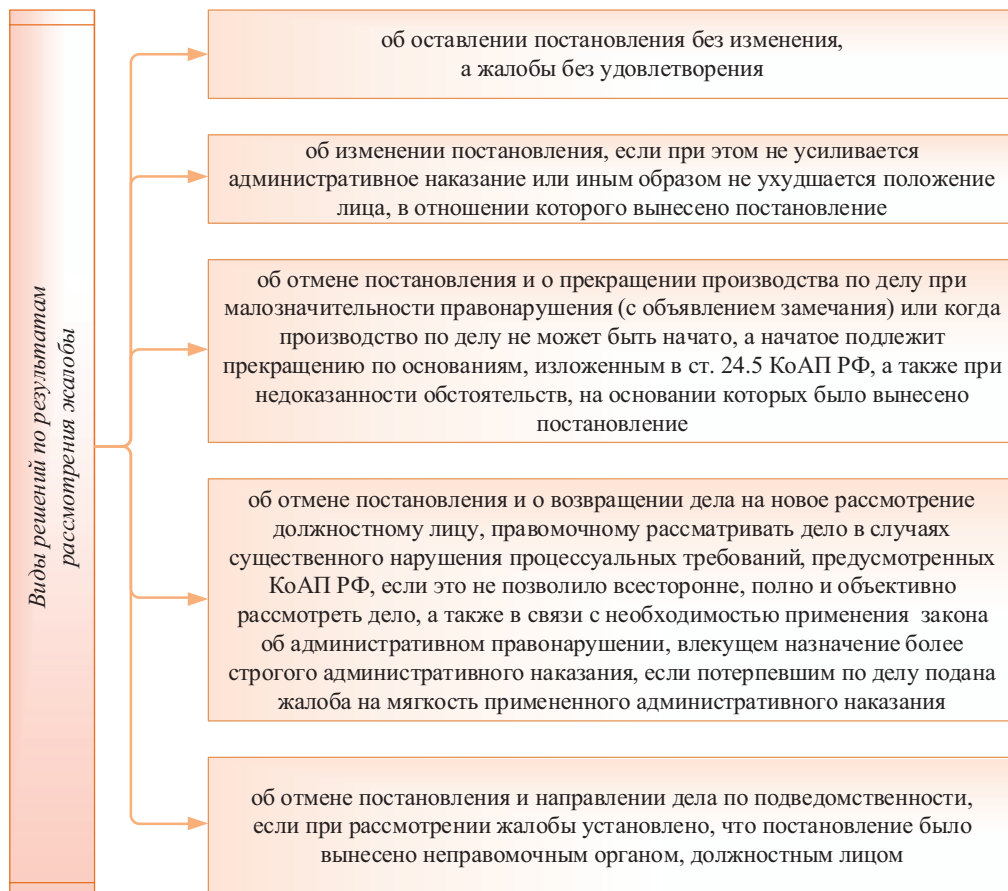 Виды решений по результатам
рассмотрения жалобы
об оставлении постановления без изменения,
а жалобы без удовлетворения
об изменении постановления, если при этом не усиливается
административное наказание или иным образом не ухудшается положение
лица, в отношении которого вынесено постановление
об отмене постановления и о прекращении производства по делу при
малозначительности правонарушения (с объявлением замечания) или когда
производство по делу не может быть начато, а начатое подлежит
прекращению по основаниям, изложенным в ст. 24.5 КоАП РФ, а также при
недоказанности обстоятельств, на основании которых было вынесено
постановление
об отмене постановления и о возвращении дела на новое рассмотрение
должностному лицу, правомочному рассматривать дело в случаях
существенного нарушения процессуальных требований, предусмотренных
КоАП РФ, если это не позволило всесторонне, полно и объективно
рассмотреть дело, а также в связи с необходимостью применения закона
об административном правонарушении, влекущем назначение более
строгого административного наказания, если потерпевшим по делу подана
жалоба на мягкость примененного административного наказания
об отмене постановления и направлении дела по подведомственности,
если при рассмотрении жалобы установлено, что постановление было
вынесено неправомочным органом, должностным лицом